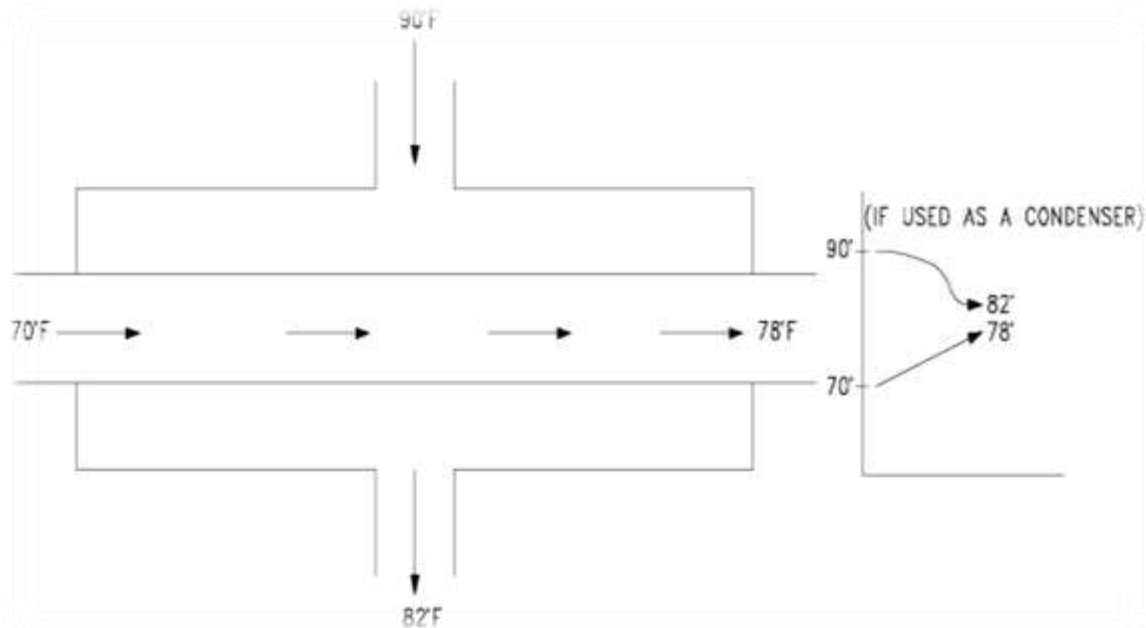 90°F
(IF USED AS A CONDENSER)
90°
82°
70°F
78°F
78°
70°
82°F